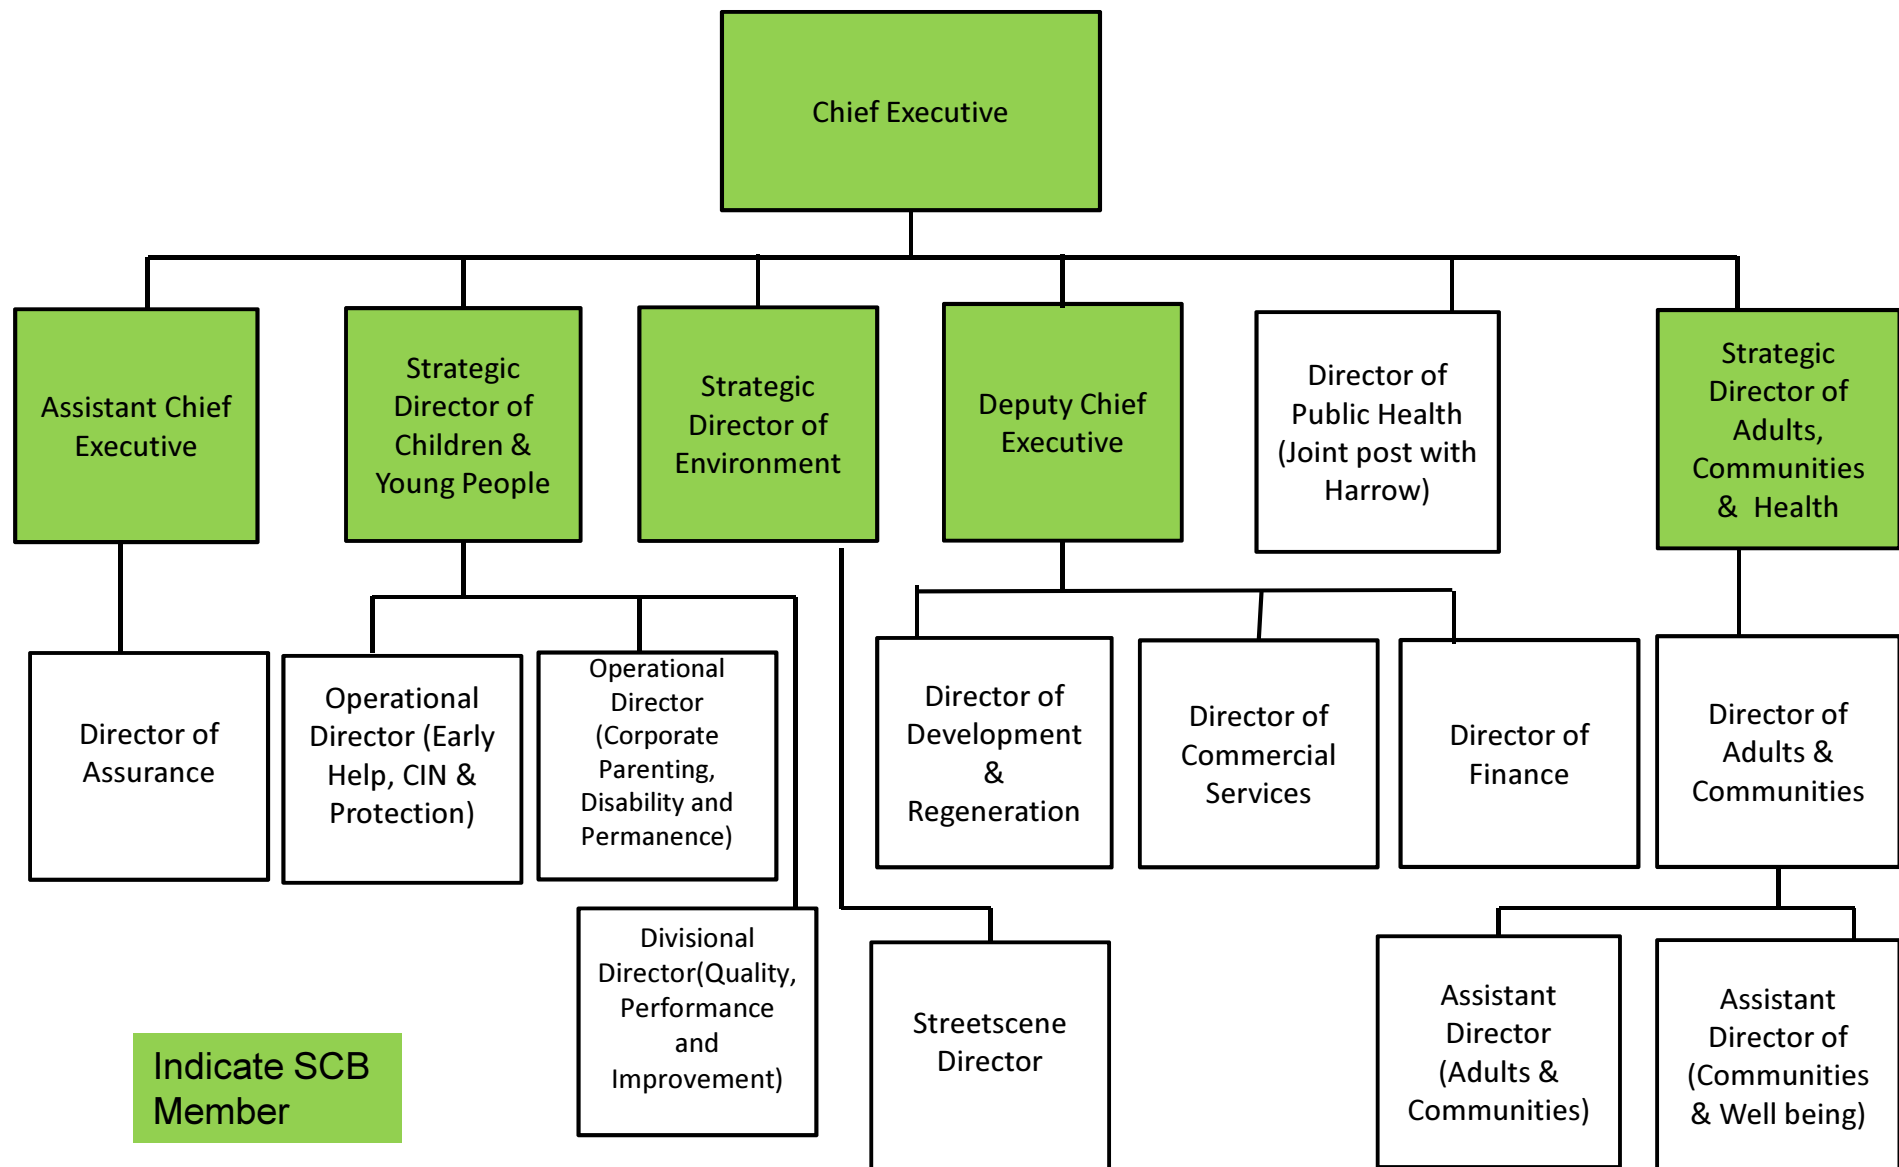 Chief Executive
Assistant Chief
Executive
Strategic
Director of
Children &
Young People
Strategic
Director of
Environment
Deputy Chief
Executive
Director of
Public Health
(Joint post with
Harrow)
Strategic
Director of
Adults,
Communities
& Health
Director of
Assurance
Operational
Director (Early
Help, CIN &
Protection)
Operational
Director
(Corporate
Parenting,
Disability and
Permanence)
Director of
Development
&
Regeneration
Director of
Commercial
Services
Director of
Finance
Director of
Adults &
Communities
Divisional
Director(Quality,
Performance
and
Improvement)
Streetscene
Director
Assistant
Director
(Adults &
Communities)
Assistant
Director of
(Communities
& Well being)
Indicate SCB
Member